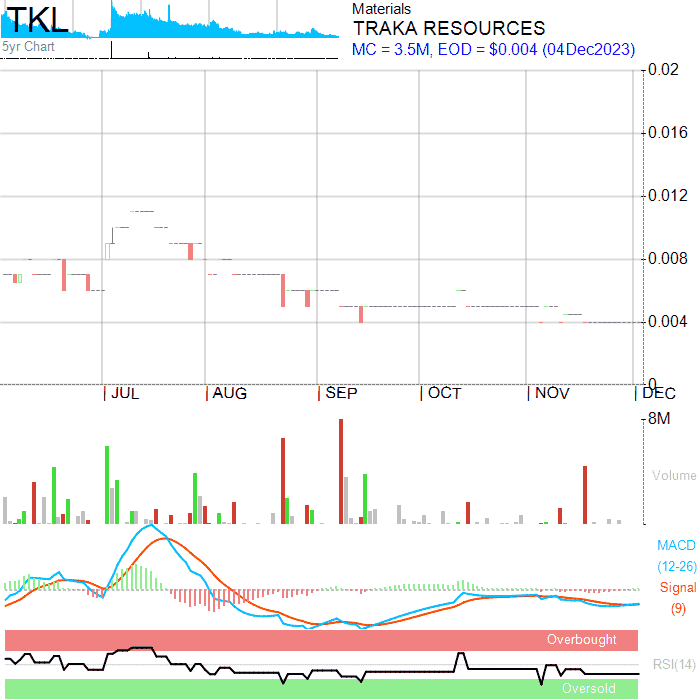 TKL
5yr Chart
Materials
TRAKA RESOURCES
MC = 3.5M, EOD = $0.004 (04Dec2023)
0.02
0.016
0.012
0.008
0.004
0
JUL AUG SEP OCT NOV DEC
8M
Volume
MACD
(12-26)
Signal
(9)
Overbought
RSI(14)
Oversold